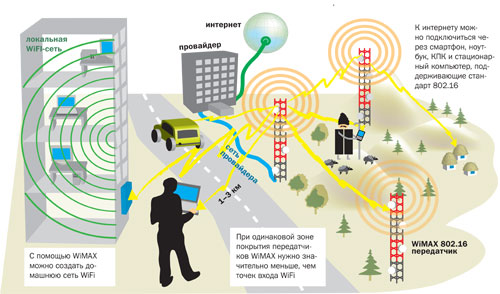 интернет
локальная
WiFi-сеть
провайдер
К интернету мож-
но подключиться че-
рез смартфон, ноут-
бук, КПК и стационар-
ный компьютер, под-
держивающие стан-
дарт 802.16
сеть
провайдера
1–3 км
WiMAX 802.16
передатчик
С помощью WiMAX
можно создать до-
машнюю сеть WiFi
При одинаковой зоне
покрытия передатчи-
ков WiMAX нужно зна-
чительно меньше, чем
точек входа WiFi